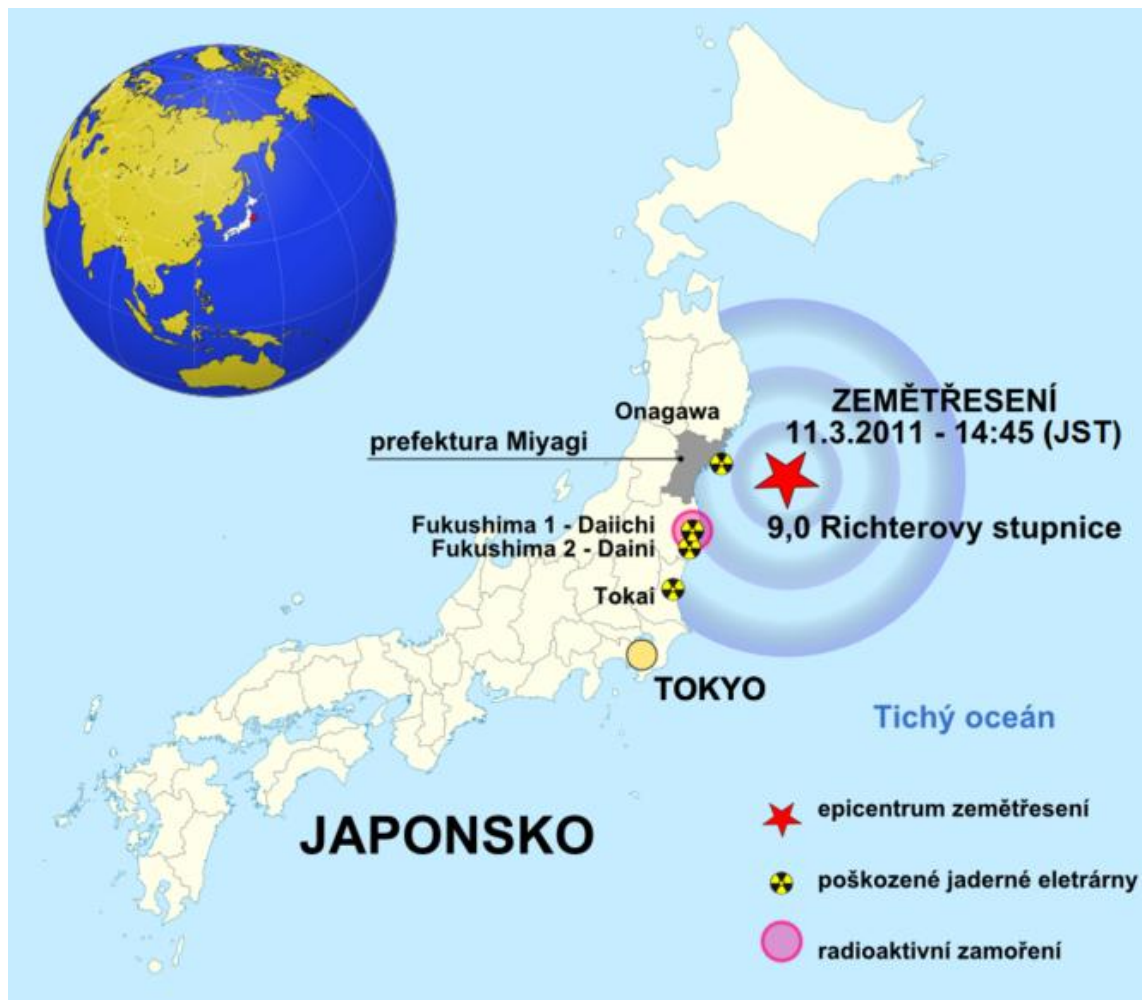 Onagawa
prefektura Miyagi
ZEMĚTŘESENÍ
11.3.2011 - 14:45 (JST)
9,0 Richterovy stupnice
Fukushima 1 - Daiichi
Fukushima 2 - Daini
Tokai
TOKYO
Tichý oceán
JAPONSKO
epicentrum zemětřesení
poškozené jaderné eletrárny
radioaktivní zamoření